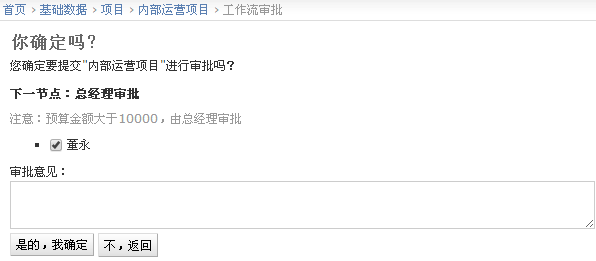 首页 › 基础数据 › 项目 › 内部运营项目 › 工作流审批
你确定吗？
您确定要提交"内部运营项目"进行审批吗？
下一节点：总经理审批
注意：预算金额大于10000，由总经理审批
董永
审批意见：
是的，我确定 不，返回